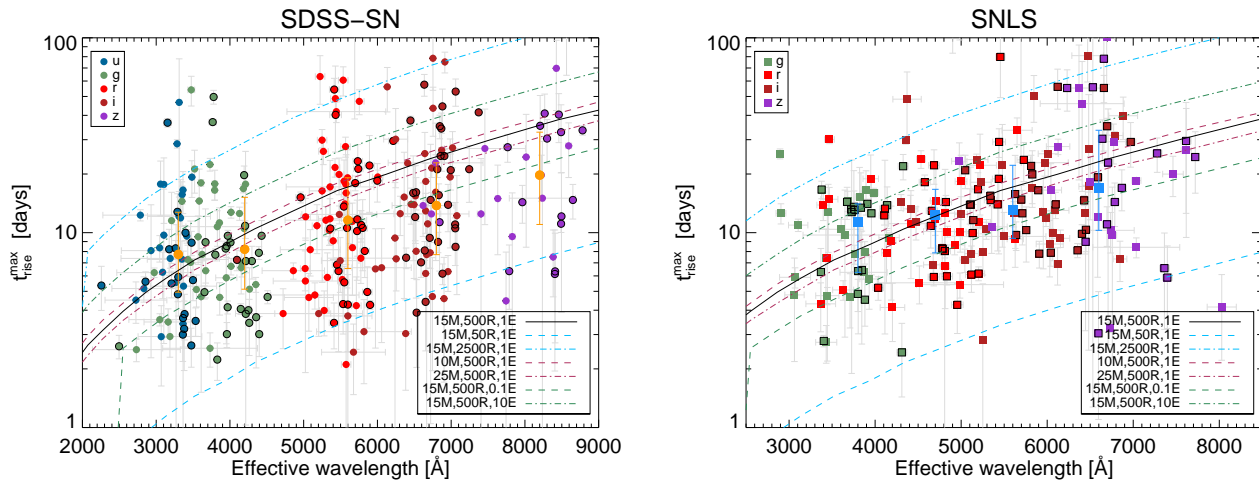 SDSS−SN
u
g
r
i
z
100
10
1
t_rise^max [days]
15M,500R,1E
15M,50R,1E
15M,2500R,1E
10M,500R,1E
25M,500R,1E
15M,500R,0.1E
15M,500R,10E
2000 3000 4000 5000 6000 7000 8000 9000
Effective wavelength [Å]
SNLS
g
r
i
z
100
10
1
t_rise^max [days]
15M,500R,1E
15M,50R,1E
15M,2500R,1E
10M,500R,1E
25M,500R,1E
15M,500R,0.1E
15M,500R,10E
3000 4000 5000 6000 7000 8000
Effective wavelength [Å]